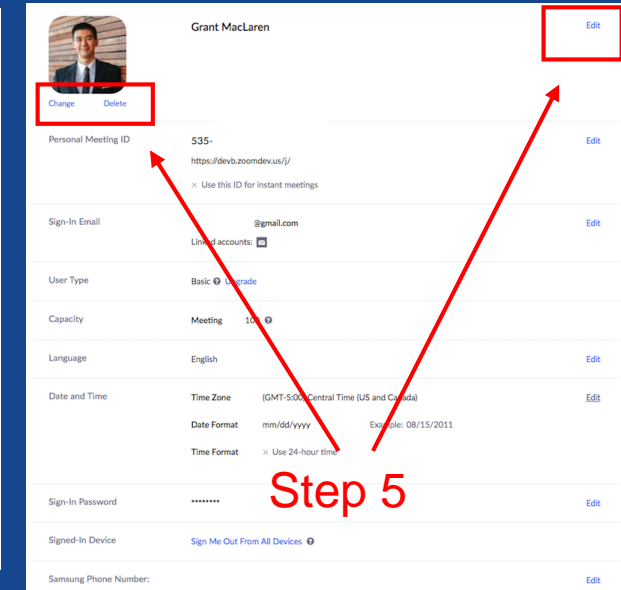 Grant MacLaren Edit
Change Delete
Personal Meeting ID 535- Edit
https://devb.zoomdev.us/j/
× Use this ID for instant meetings
Sign-In Email @gmail.com Edit
Linked accounts:
User Type Basic Upgrade
Capacity Meeting 100
Language English Edit
Date and Time Time Zone (GMT-5:00) Central Time (US and Canada) Edit
Date Format mm/dd/yyyy Example: 08/15/2011
Time Format × Use 24-hour time
Step 5
Sign-In Password •••••••• Edit
Signed-In Device Sign Me Out From All Devices
Samsung Phone Number: Edit